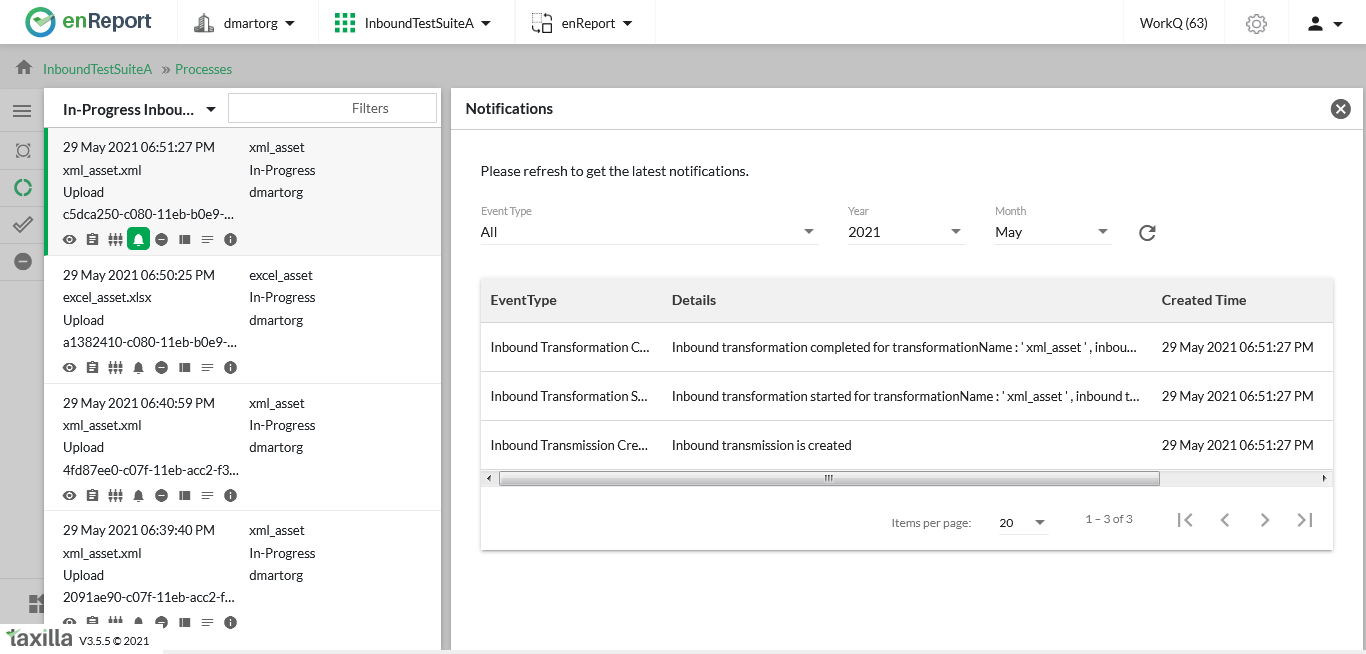 enReport dmartorg InboundTestSuiteA enReport WorkQ (63)
InboundTestSuiteA » Processes
In-Progress Inbou... Filters
29 May 2021 06:51:27 PM xml_asset
xml_asset.xml In-Progress
Upload dmartorg
c5dca250-c080-11eb-b0e9-...
29 May 2021 06:50:25 PM excel_asset
excel_asset.xlsx In-Progress
Upload dmartorg
a1382410-c080-11eb-b0e9-...
29 May 2021 06:40:59 PM xml_asset
xml_asset.xml In-Progress
Upload dmartorg
4fd87ee0-c07f-11eb-acc2-f3...
29 May 2021 06:39:40 PM xml_asset
xml_asset.xml In-Progress
Upload dmartorg
2091ae90-c07f-11eb-acc2-f...
taxilla V3.5.5 © 2021
Notifications
Please refresh to get the latest notifications.
Event Type Year Month
All 2021 May
EventType Details Created Time
Inbound Transformation C... Inbound transformation completed for transformationName : ' xml_asset ' , inbou... 29 May 2021 06:51:27 PM
Inbound Transformation S... Inbound transformation started for transformationName : ' xml_asset ' , inbound t... 29 May 2021 06:51:27 PM
Inbound Transmission Cre... Inbound transmission is created 29 May 2021 06:51:27 PM
Items per page: 20 1 – 3 of 3